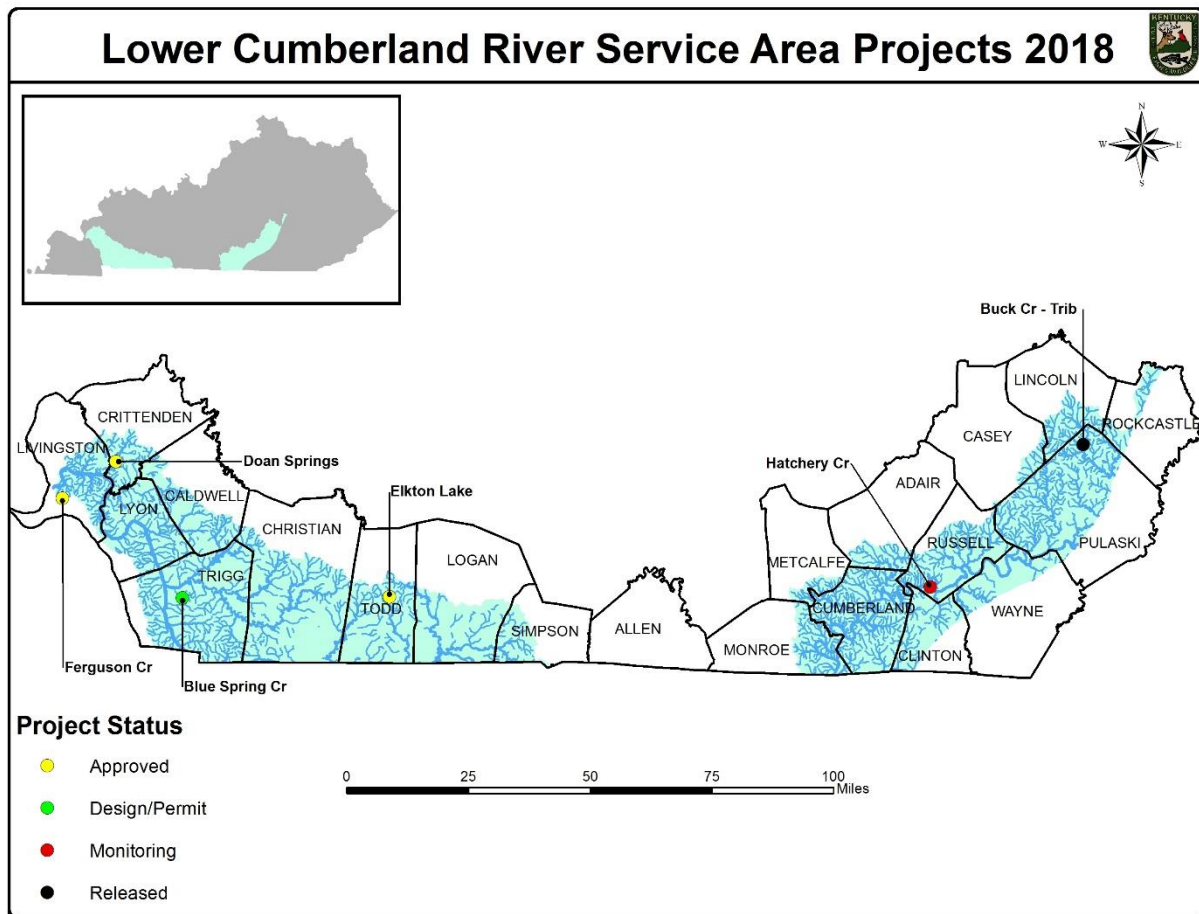 Lower Cumberland River Service Area Projects 2018
KENTUCKY
N
W
E
S
Buck Cr - Trib
LINCOLN
CRITTENDEN
ROCKCASTLE
LIVINGSTON
CASEY
Doan Springs
Hatchery Cr
ADAIR
Elkton Lake
CALDWELL
LYON
CHRISTIAN
RUSSELL
PULASKI
LOGAN
METCALFE
TRIGG
TODD
CUMBERLAND
WAYNE
ALLEN
SIMPSON
MONROE
CLINTON
Ferguson Cr
Blue Spring Cr
Project Status
Approved
Design/Permit
Monitoring
Released
0 25 50 75 100
Miles